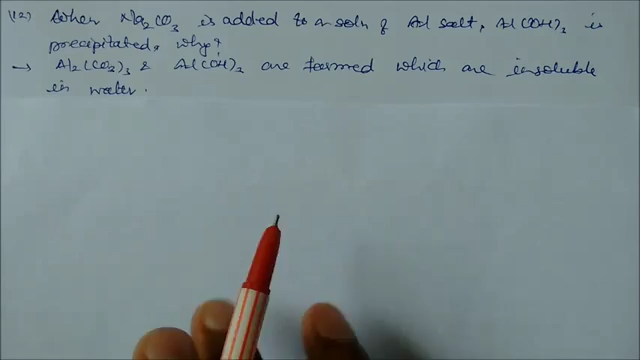 (12) When Na₂CO₃ is added to a soln of Al salt, Al(OH)₃ is
precipitated, why?
→ Al₂(CO₃)₃ & Al(OH)₃ are formed which are insoluble
in water.